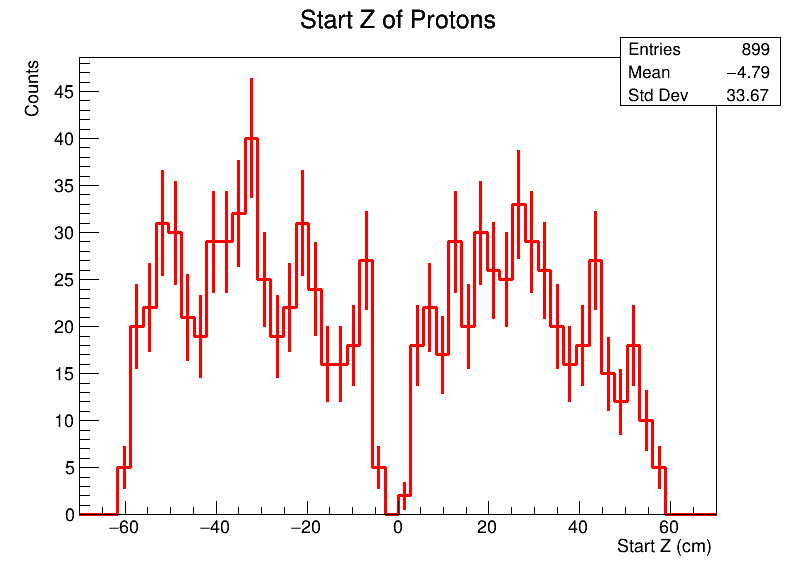 Start Z of Protons
Entries 899
Mean −4.79
Std Dev 33.67
Counts
45
40
35
30
25
20
15
10
5
0
−60 −40 −20 0 20 40 60
Start Z (cm)